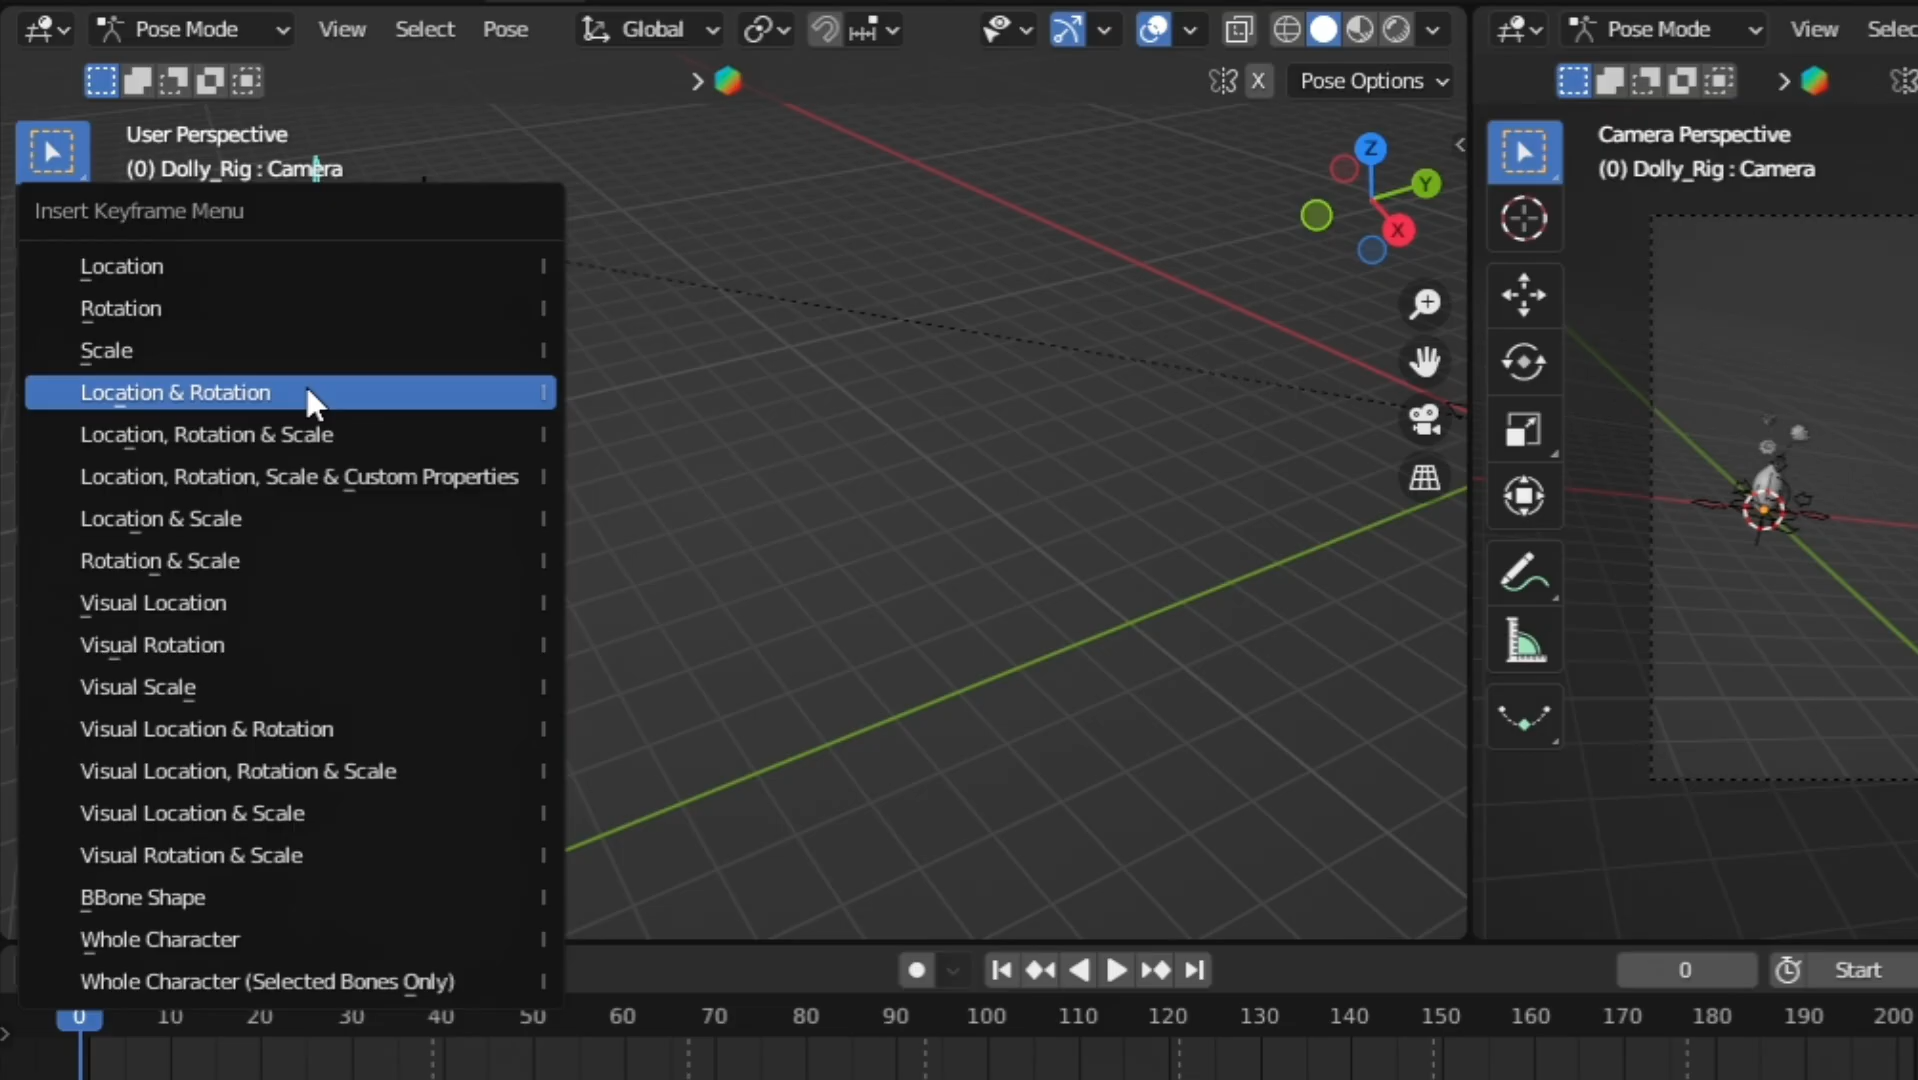 Pose Mode View Select Pose Global
Pose Mode View Selec
X Pose Options
User Perspective
(0) Dolly_Rig : Camera
Camera Perspective
(0) Dolly_Rig : Camera
Z
Y
X
Insert Keyframe Menu
Location I
Rotation I
Scale I
Location & Rotation I
Location, Rotation & Scale I
Location, Rotation, Scale & Custom Properties I
Location & Scale I
Rotation & Scale I
Visual Location I
Visual Rotation I
Visual Scale I
Visual Location & Rotation I
Visual Location, Rotation & Scale I
Visual Location & Scale I
Visual Rotation & Scale I
BBone Shape I
Whole Character I
Whole Character (Selected Bones Only) I
0 Start
0 10 20 30 40 50 60 70 80 90 100 110 120 130 140 150 160 170 180 190 200